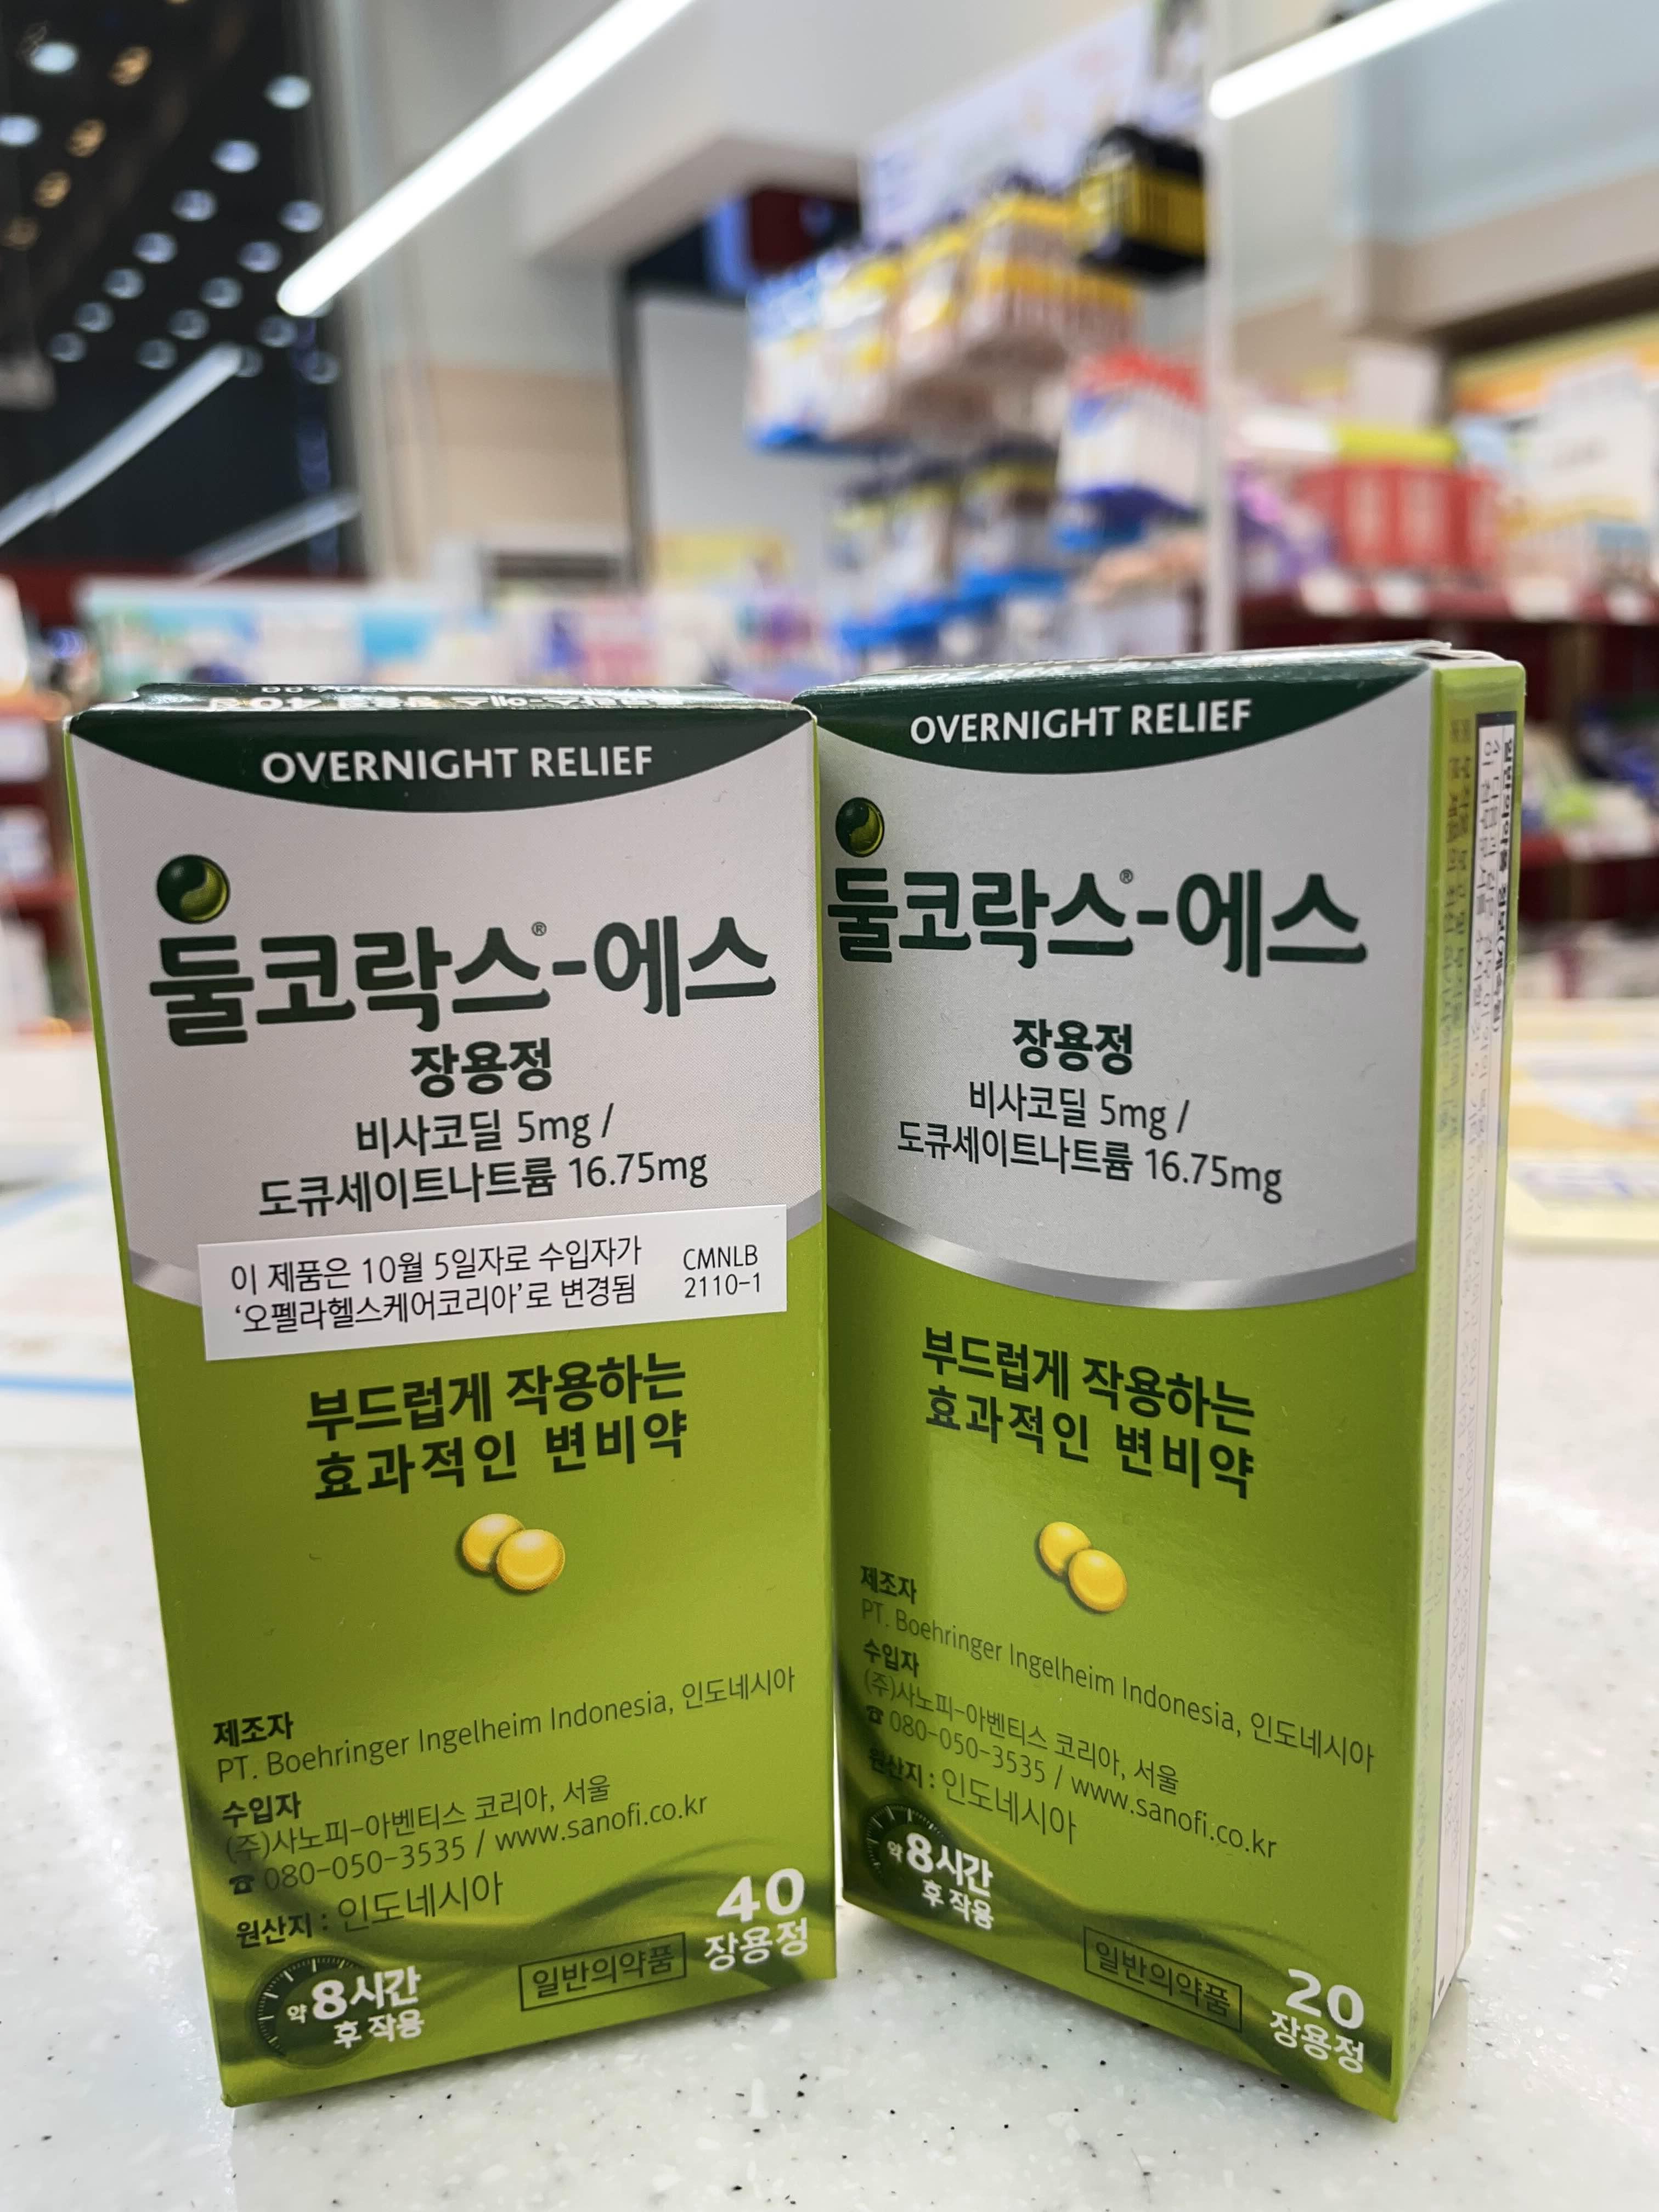 OVERNIGHT RELIEF
둘코락스®-에스
장용정
비사코딜 5mg /
도큐세이트나트륨 16.75mg
이 제품은 10월 5일자로 수입자가
‘오펠라헬스케어코리아’로 변경됨
CMNLB
2110-1
부드럽게 작용하는
효과적인 변비약
제조자
PT. Boehringer Ingelheim Indonesia, 인도네시아
수입자
(주)사노피-아벤티스 코리아, 서울
☎ 080-050-3535 / www.sanofi.co.kr
원산지 : 인도네시아
약 8시간
후 작용
일반의약품
40
장용정
OVERNIGHT RELIEF
둘코락스®-에스
장용정
비사코딜 5mg /
도큐세이트나트륨 16.75mg
부드럽게 작용하는
효과적인 변비약
제조자
PT. Boehringer Ingelheim Indonesia, 인도네시아
수입자
(주)사노피-아벤티스 코리아, 서울
☎ 080-050-3535 / www.sanofi.co.kr
원산지 : 인도네시아
약 8시간
후 작용
일반의약품
20
장용정